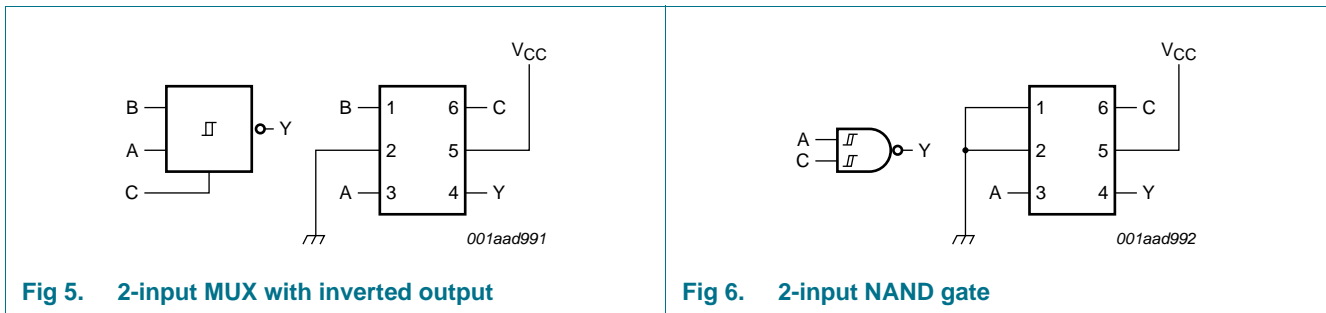 B
A
C
Y
VCC
B 1 6 C
2 5
A 3 4 Y
001aad991
Fig 5. 2-input MUX with inverted output
A
C
Y
VCC
1 6 C
2 5
A 3 4 Y
001aad992
Fig 6. 2-input NAND gate